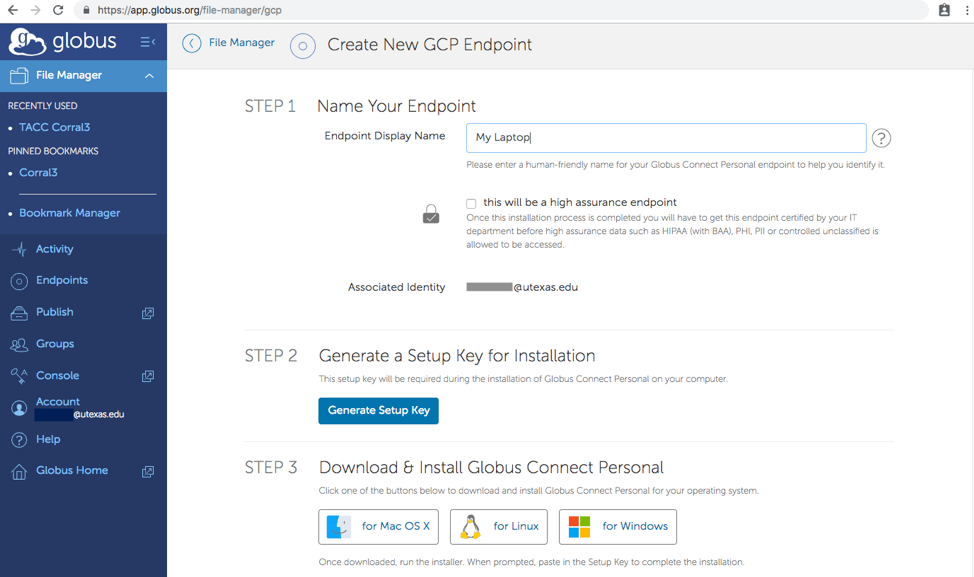 https://app.globus.org/file-manager/gcp
globus
File Manager
RECENTLY USED
TACC Corral3
PINNED BOOKMARKS
Corral3
Bookmark Manager
Activity
Endpoints
Publish
Groups
Console
Account
@utexas.edu
Help
Globus Home
File Manager
Create New GCP Endpoint
STEP 1 Name Your Endpoint
Endpoint Display Name
My Laptop
?
Please enter a human-friendly name for your Globus Connect Personal endpoint to help you identify it.
this will be a high assurance endpoint
Once this installation process is completed you will have to get this endpoint certified by your IT
department before high assurance data such as HIPAA (with BAA), PHI, PII or controlled unclassified is
allowed to be accessed.
Associated Identity
@utexas.edu
STEP 2 Generate a Setup Key for Installation
This setup key will be required during the installation of Globus Connect Personal on your computer.
Generate Setup Key
STEP 3 Download & Install Globus Connect Personal
Click one of the buttons below to download and install Globus Connect Personal for your operating system.
for Mac OS X
for Linux
for Windows
Once downloaded, run the installer. When prompted, paste in the Setup Key to complete the installation.